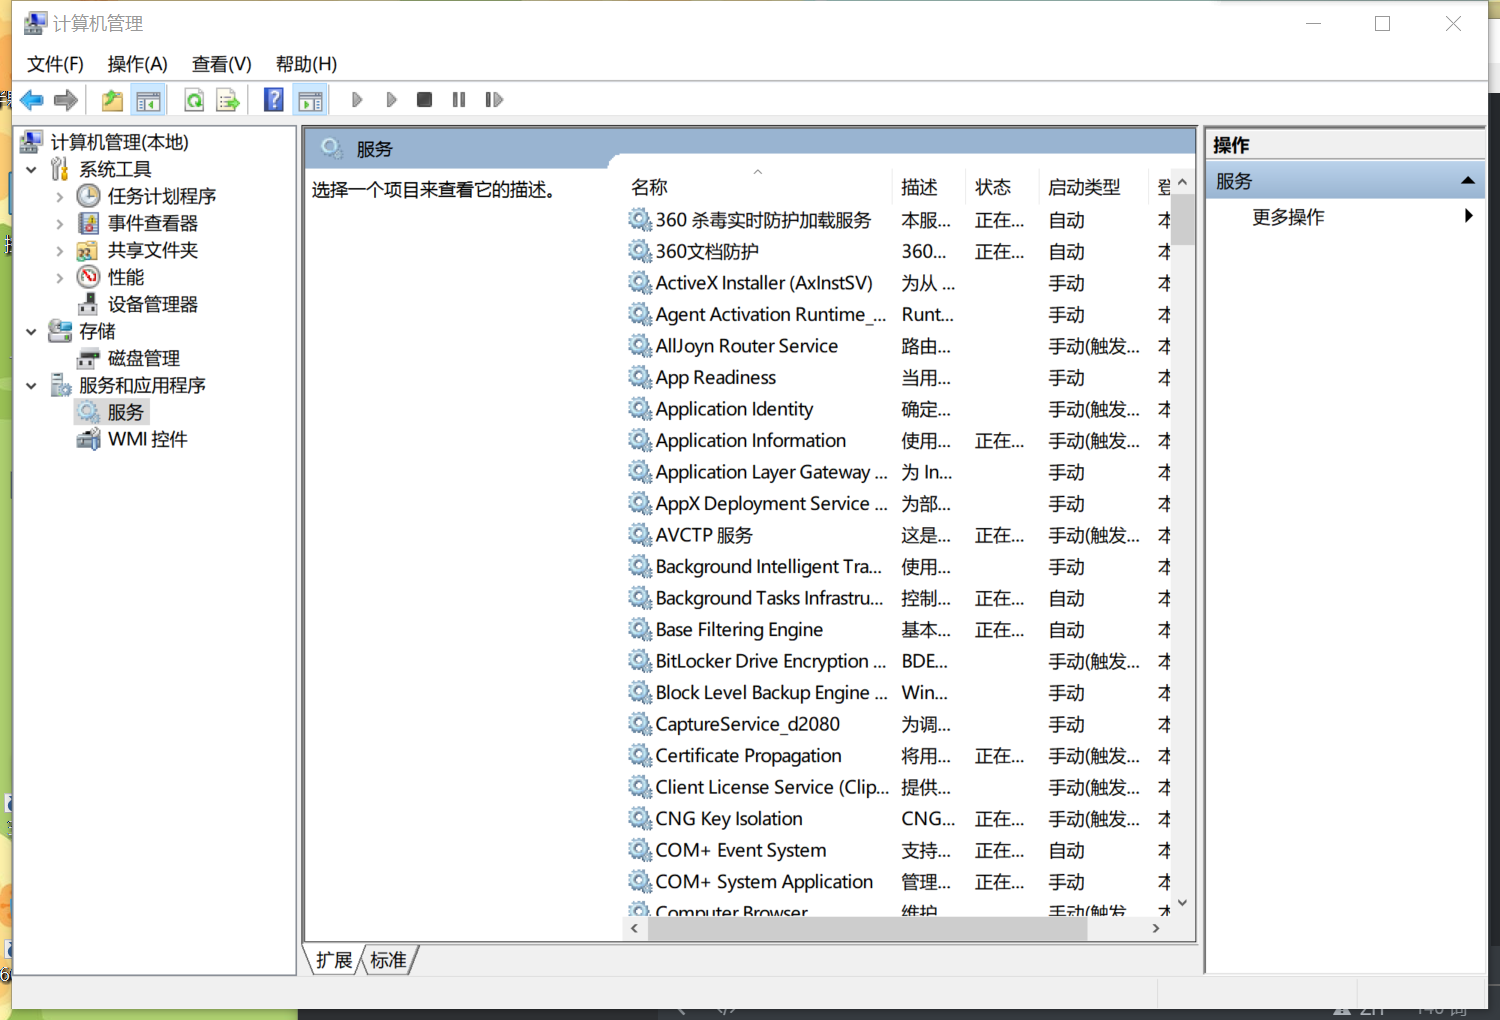 计算机管理
文件(F) 操作(A) 查看(V) 帮助(H)
计算机管理(本地)
系统工具
任务计划程序
事件查看器
共享文件夹
性能
设备管理器
存储
磁盘管理
服务和应用程序
服务
WMI 控件
服务
选择一个项目来查看它的描述。
名称 描述 状态 启动类型 登
360 杀毒实时防护加载服务 本服... 正在... 自动 本
360文档防护 360... 正在... 自动 本
ActiveX Installer (AxInstSV) 为从 ... 手动 本
Agent Activation Runtime_... Runt... 手动 本
AllJoyn Router Service 路由... 手动(触发... 本
App Readiness 当用... 手动 本
Application Identity 确定... 手动(触发... 本
Application Information 使用... 正在... 手动(触发... 本
Application Layer Gateway ... 为 In... 手动 本
AppX Deployment Service ... 为部... 手动 本
AVCTP 服务 这是... 正在... 手动(触发... 本
Background Intelligent Tra... 使用... 手动 本
Background Tasks Infrastru... 控制... 正在... 自动 本
Base Filtering Engine 基本... 正在... 自动 本
BitLocker Drive Encryption ... BDE... 手动(触发... 本
Block Level Backup Engine ... Win... 手动 本
CaptureService_d2080 为调... 手动 本
Certificate Propagation 将用... 正在... 手动(触发... 本
Client License Service (Clip... 提供... 手动(触发... 本
CNG Key Isolation CNG... 正在... 手动(触发... 本
COM+ Event System 支持... 正在... 自动 本
COM+ System Application 管理... 正在... 手动 本
Computer Browser 维护 手动(触发 本
扩展 标准
操作
服务
更多操作